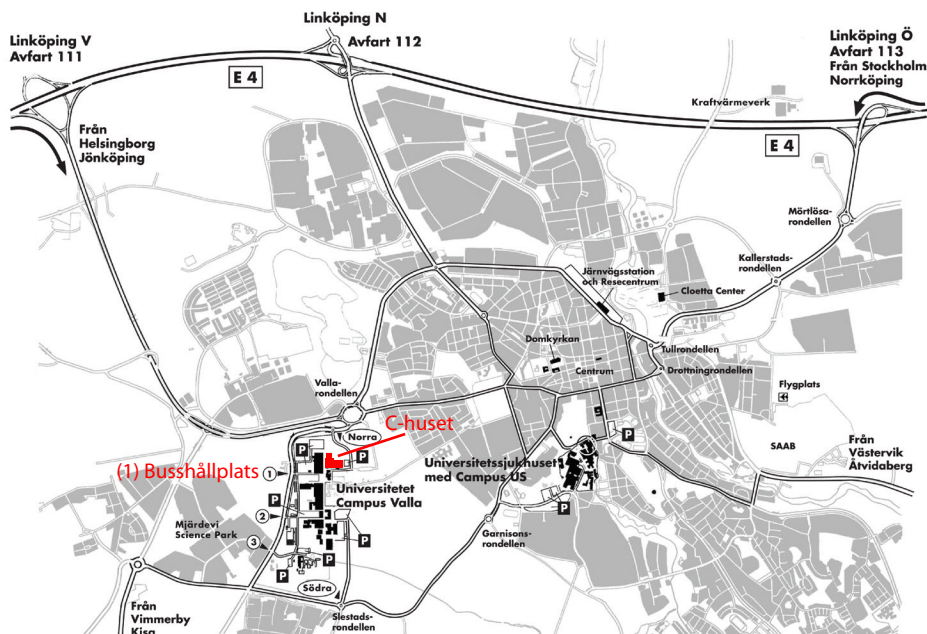 Linköping N
Avfart 112
Linköping V
Avfart 111
E 4
Linköping Ö
Avfart 113
Från Stockholm
Norrköping
Kraftvärmeverk
E 4
Från
Helsingborg
Jönköping
Mörtlösa-
rondellen
Kallerstads-
rondellen
Järnvägsstation
och Resecentrum
Cloetta Center
Domkyrkan
Tullrondellen
Centrum
Drottningrondellen
Valla-
rondellen
Flygplats
C-huset
Norra
P
P
P
SAAB
Från
Västervik
Åtvidaberg
(1) Busshållplats
1
Universitetssjukhuset
med Campus US
Universitetet
Campus Valla
P
P
2
Mjärdevi
Science Park
3
P
Garnisons-
rondellen
P
P
P
Södra
Slestads-
rondellen
Från
Vimmerby
Kisa